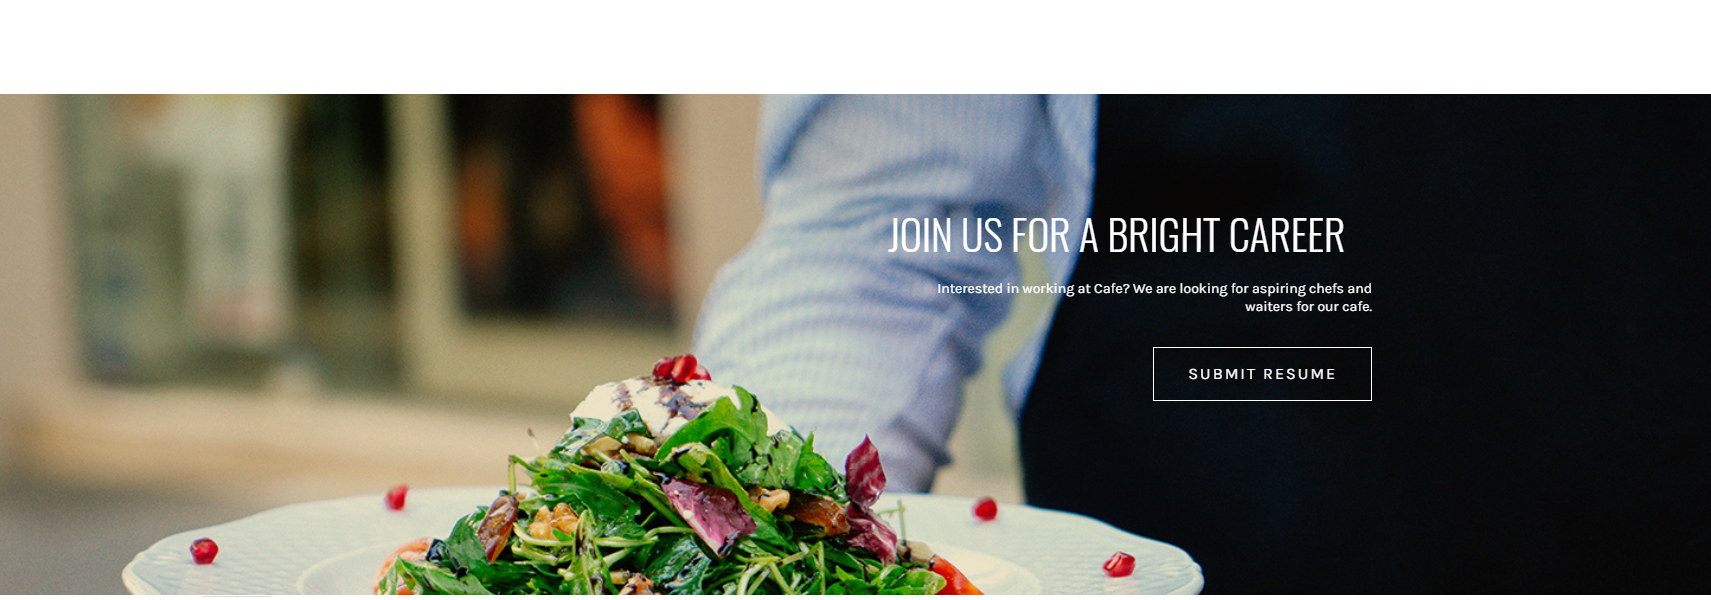 JOIN US FOR A BRIGHT CAREER
Interested in working at Cafe? We are looking for aspiring chefs and
waiters for our cafe.
SUBMIT RESUME